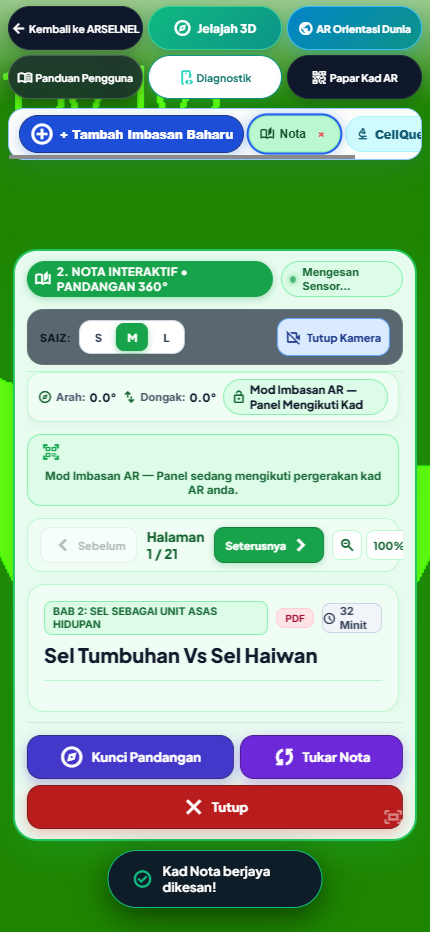 Kembali ke ARSELNEL
Jelajah 3D
AR Orientasi Dunia
Panduan Pengguna
Diagnostik
Papar Kad AR
+ Tambah Imbasan Baharu
Nota ×
CellQue
2. NOTA INTERAKTIF •
PANDANGAN 360°
Mengesan
Sensor...
SAIZ: S M L
Tutup Kamera
Arah: 0.0° Dongak: 0.0°
Mod Imbasan AR —
Panel Mengikuti Kad
Mod Imbasan AR — Panel sedang mengikuti pergerakan kad
AR anda.
Sebelum
Halaman
1 / 21
Seterusnya
100%
BAB 2: SEL SEBAGAI UNIT ASAS
HIDUPAN
PDF
32
Minit
Sel Tumbuhan Vs Sel Haiwan
Kunci Pandangan
Tukar Nota
Tutup
Kad Nota berjaya
dikesan!